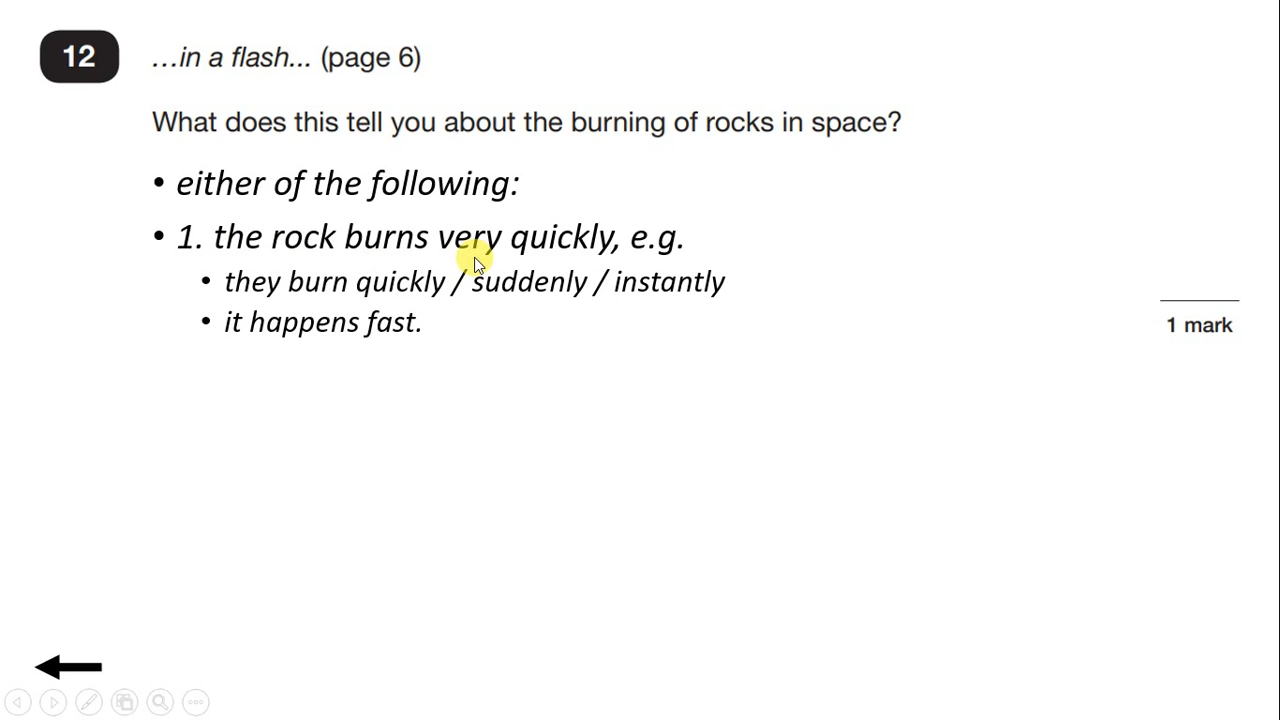 12 …in a flash... (page 6)
What does this tell you about the burning of rocks in space?
• either of the following:
• 1. the rock burns very quickly, e.g.
• they burn quickly / suddenly / instantly
• it happens fast.
1 mark